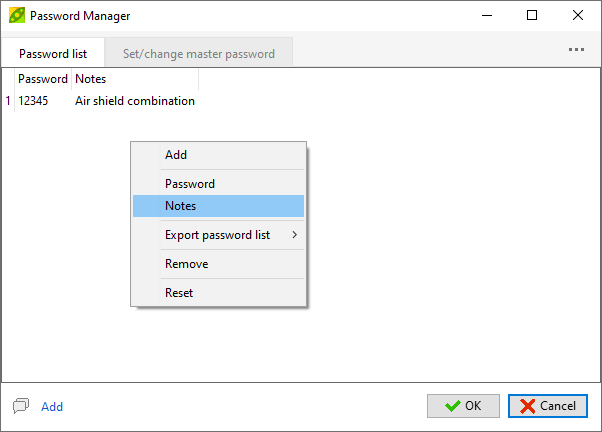 Password Manager
Password list
Set/change master password
Password Notes
1 12345 Air shield combination
Add
Password
Notes
Export password list
Remove
Reset
Add
OK
Cancel